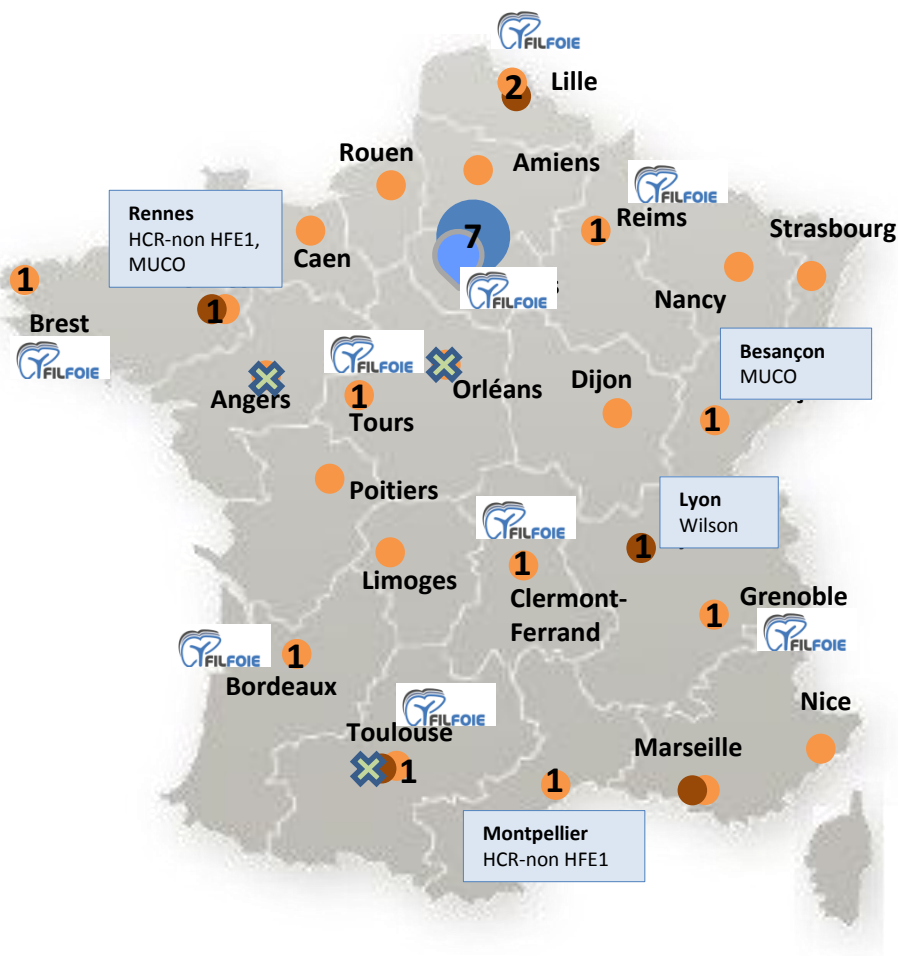 FILFOIE
2
Lille
Rouen
Amiens
FILFOIE
Rennes
HCR-non HFE1,
MUCO
7
1
Reims
Strasbourg
Caen
1
Nancy
FILFOIE
1
Brest
FILFOIE
FILFOIE
Besançon
MUCO
Angers
Orléans
Dijon
1
Tours
1
Poitiers
Lyon
Wilson
FILFOIE
1
Limoges
1
Clermont-
Ferrand
1
Grenoble
FILFOIE
FILFOIE
1
Bordeaux
FILFOIE
Nice
Toulouse
Marseille
1
1
Montpellier
HCR-non HFE1